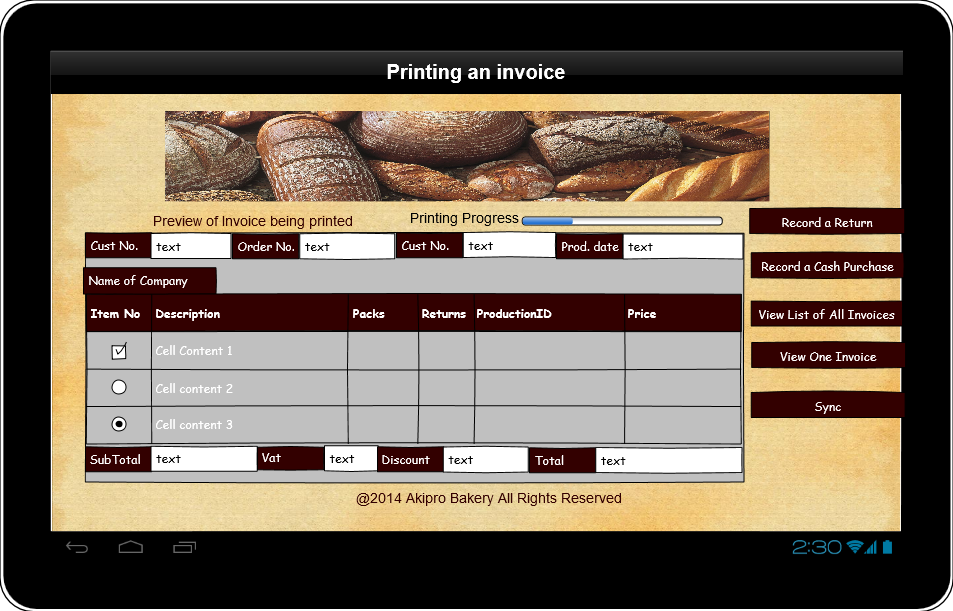 Printing an invoice
Preview of Invoice being printed
Printing Progress
Record a Return
Cust No. text Order No. text Cust No. text Prod. date text
Record a Cash Purchase
Name of Company
Item No Description Packs Returns ProductionID Price
View List of All Invoices
Cell Content 1
View One Invoice
Cell content 2
Sync
Cell content 3
SubTotal text Vat text Discount text Total text
@2014 Akipro Bakery All Rights Reserved
2:30